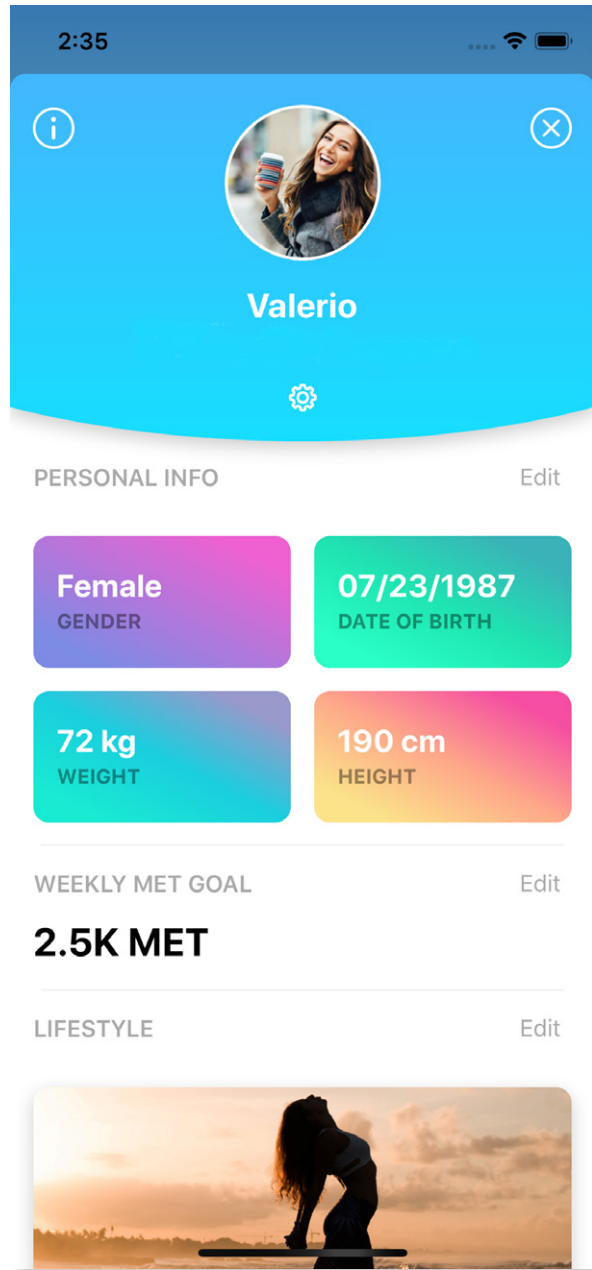 2:35
Valerio
PERSONAL INFO Edit
Female 07/23/1987
GENDER DATE OF BIRTH
72 kg 190 cm
WEIGHT HEIGHT
WEEKLY MET GOAL Edit
2.5K MET
LIFESTYLE Edit